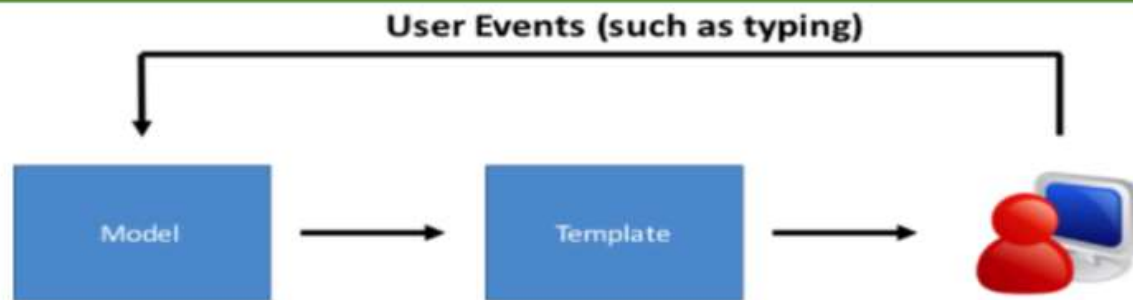 User Events (such as typing)
Model
Template